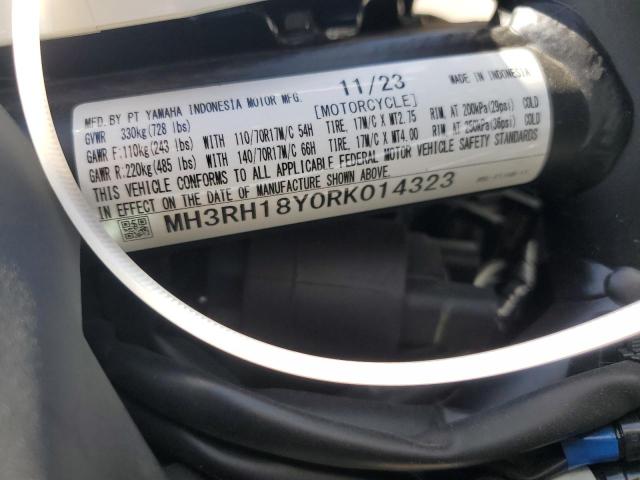 MFD. BY PT YAMAHA INDONESIA MOTOR MFG. 11/23 MADE IN INDONESIA
GVWR 330kg(728 lbs) [MOTORCYCLE]
GAWR F:110kg(243 lbs) WITH 110/70R17M/C 54H TIRE, 17M/C X MT2.75 RIM, AT 200kPa(29psi) COLD
GAWR R:220kg(485 lbs) WITH 140/70R17M/C 66H TIRE, 17M/C X MT4.00 RIM, AT 250kPa(36psi) COLD
THIS VEHICLE CONFORMS TO ALL APPLICABLE FEDERAL MOTOR VEHICLE SAFETY STANDARDS
IN EFFECT ON THE DATE OF MANUFACTURE SHOWN ABOVE.
MH3RH18Y0RK014323